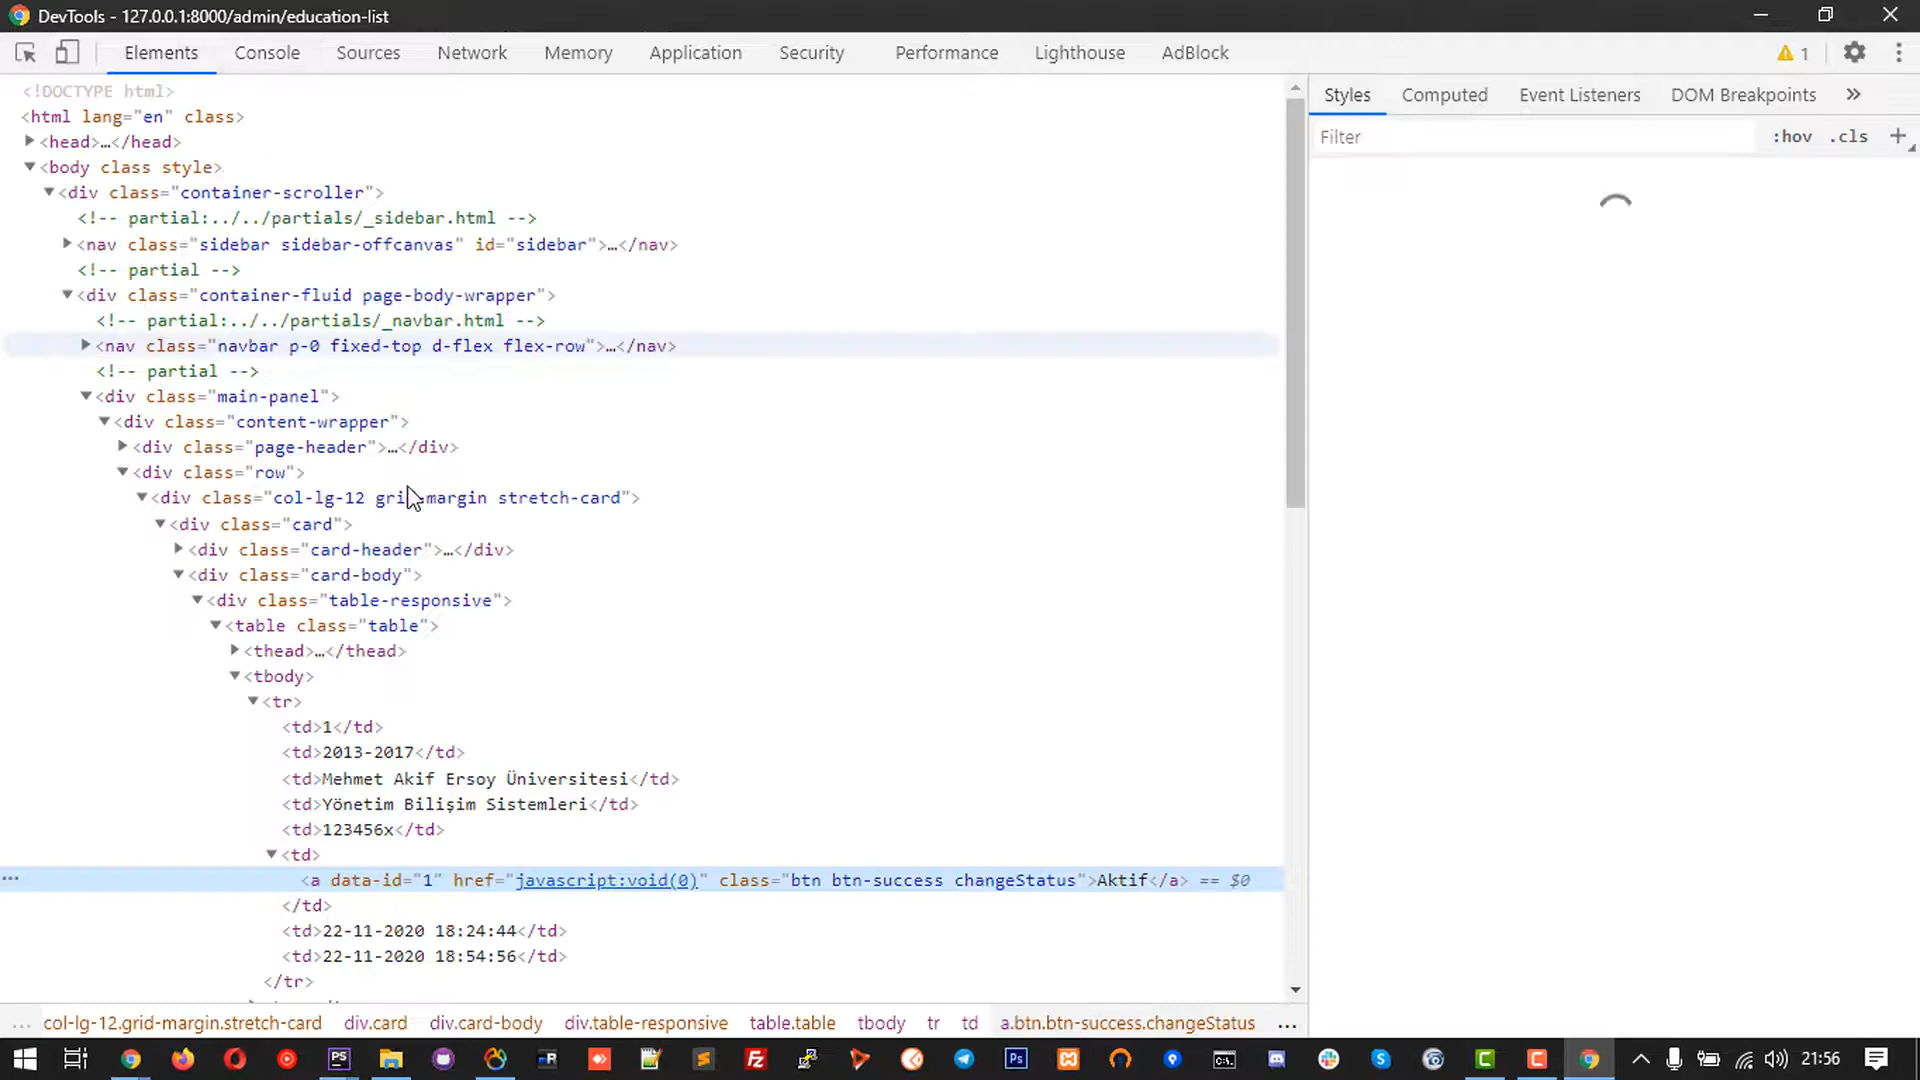 DevTools - 127.0.0.1:8000/admin/education-list
Elements Console Sources Network Memory Application Security Performance Lighthouse AdBlock 1
Styles Computed Event Listeners DOM Breakpoints »
Filter :hov .cls +
<!DOCTYPE html>
<html lang="en" class>
<head>…</head>
<body class style>
<div class="container-scroller">
<!-- partial:../../partials/_sidebar.html -->
<nav class="sidebar sidebar-offcanvas" id="sidebar">…</nav>
<!-- partial -->
<div class="container-fluid page-body-wrapper">
<!-- partial:../../partials/_navbar.html -->
<nav class="navbar p-0 fixed-top d-flex flex-row">…</nav>
<!-- partial -->
<div class="main-panel">
<div class="content-wrapper">
<div class="page-header">…</div>
<div class="row">
<div class="col-lg-12 grid-margin stretch-card">
<div class="card">
<div class="card-header">…</div>
<div class="card-body">
<div class="table-responsive">
<table class="table">
<thead>…</thead>
<tbody>
<tr>
<td>1</td>
<td>2013-2017</td>
<td>Mehmet Akif Ersoy Üniversitesi</td>
<td>Yönetim Bilişim Sistemleri</td>
<td>123456x</td>
<td>
… <a data-id="1" href="javascript:void(0)" class="btn btn-success changeStatus">Aktif</a> == $0
</td>
<td>22-11-2020 18:24:44</td>
<td>22-11-2020 18:54:56</td>
</tr>
… col-lg-12.grid-margin.stretch-card div.card div.card-body div.table-responsive table.table tbody tr td a.btn.btn-success.changeStatus …
21:56